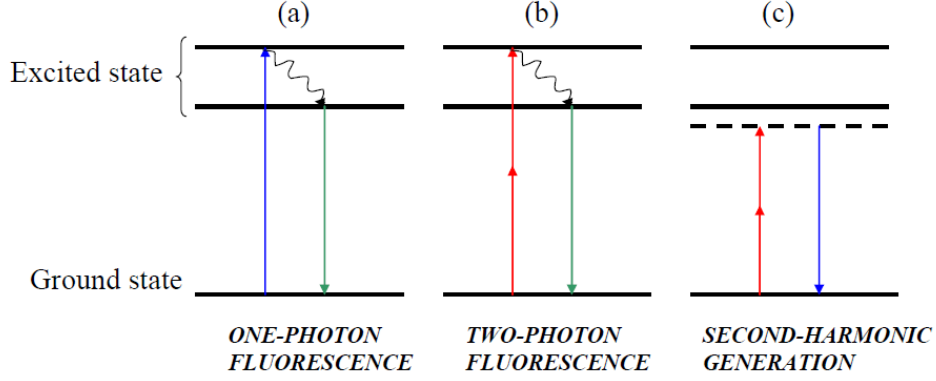 (a) (b) (c)
Excited state
Ground state
ONE-PHOTON
FLUORESCENCE
TWO-PHOTON
FLUORESCENCE
SECOND-HARMONIC
GENERATION